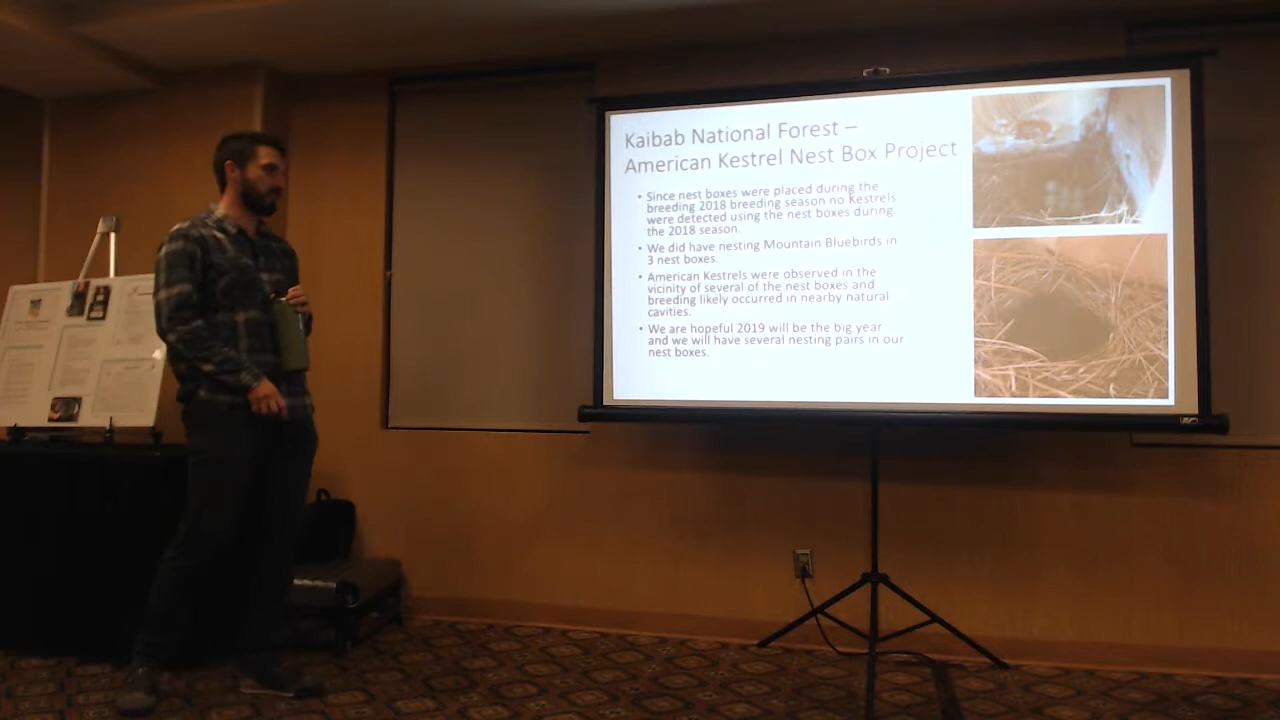 Kaibab National Forest –
American Kestrel Nest Box Project
• Since nest boxes were placed during the
breeding 2018 breeding season no Kestrels
were detected using the nest boxes during
the 2018 season.
• We did have nesting Mountain Bluebirds in
3 nest boxes.
• American Kestrels were observed in the
vicinity of several of the nest boxes and
breeding likely occurred in nearby natural
cavities.
• We are hopeful 2019 will be the big year
and we will have several nesting pairs in our
nest boxes.